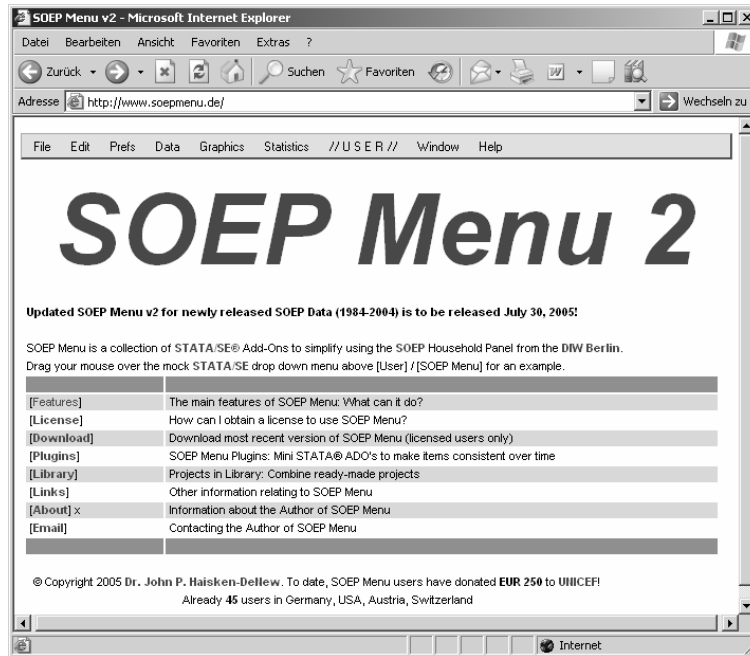 SOEP Menu v2 - Microsoft Internet Explorer
Datei Bearbeiten Ansicht Favoriten Extras ?
Zurück Suchen Favoriten
Adresse http://www.soepmenu.de/ Wechseln zu
File Edit Prefs Data Graphics Statistics // U S E R // Window Help
SOEP Menu 2
Updated SOEP Menu v2 for newly released SOEP Data (1984-2004) is to be released July 30, 2005!
SOEP Menu is a collection of STATA/SE® Add-Ons to simplify using the SOEP Household Panel from the DIW Berlin.
Drag your mouse over the mock STATA/SE drop down menu above [User] / [SOEP Menu] for an example.
[Features] The main features of SOEP Menu: What can it do?
[License] How can I obtain a license to use SOEP Menu?
[Download] Download most recent version of SOEP Menu (licensed users only)
[Plugins] SOEP Menu Plugins: Mini STATA® ADO's to make items consistent over time
[Library] Projects in Library: Combine ready-made projects
[Links] Other information relating to SOEP Menu
[About] x Information about the Author of SOEP Menu
[Email] Contacting the Author of SOEP Menu
© Copyright 2005 Dr. John P. Haisken-DeNew. To date, SOEP Menu users have donated EUR 250 to UNICEF!
Already 45 users in Germany, USA, Austria, Switzerland
Internet